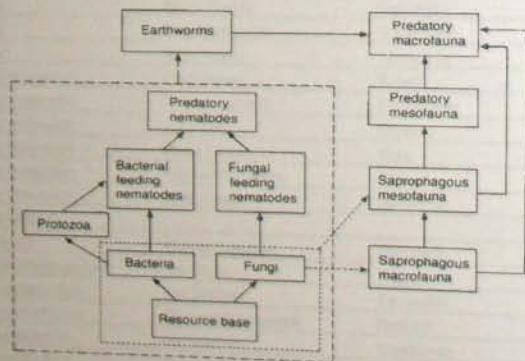 Earthworms
Predatory
macrofauna
Predatory
nematodes
Predatory
mesofauna
Bacterial
feeding
nematodes
Fungal
feeding
nematodes
Saprophagous
mesofauna
Protozoa
Bacteria
Fungi
Saprophagous
macrofauna
Resource base